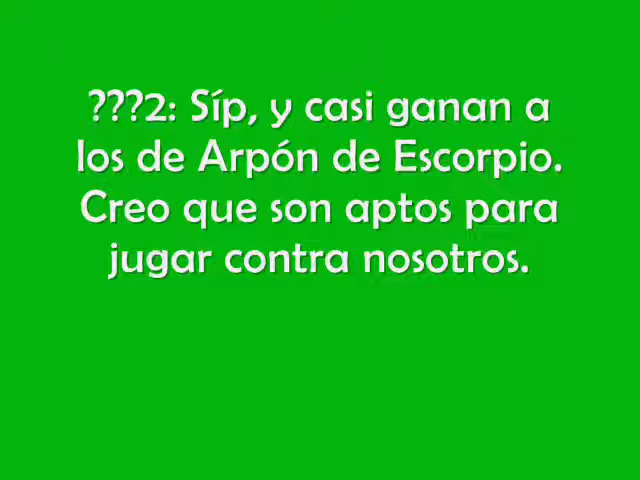 ???2: Síp, y casi ganan a
los de Arpón de Escorpio.
Creo que son aptos para
jugar contra nosotros.